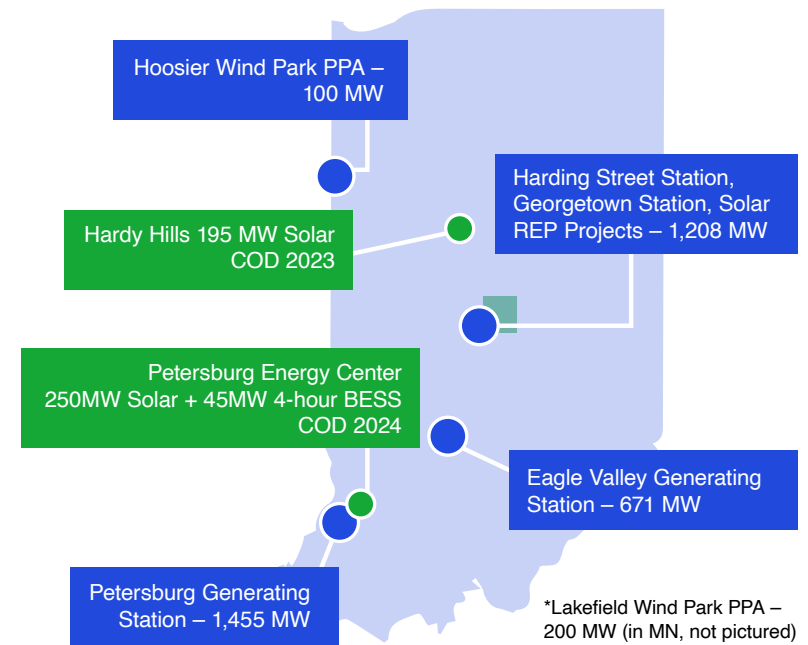 Hoosier Wind Park PPA –
100 MW
Harding Street Station,
Georgetown Station, Solar
REP Projects – 1,208 MW
Hardy Hills 195 MW Solar
COD 2023
Petersburg Energy Center
250MW Solar + 45MW 4-hour BESS
COD 2024
Eagle Valley Generating
Station – 671 MW
Petersburg Generating
Station – 1,455 MW
*Lakefield Wind Park PPA –
200 MW (in MN, not pictured)